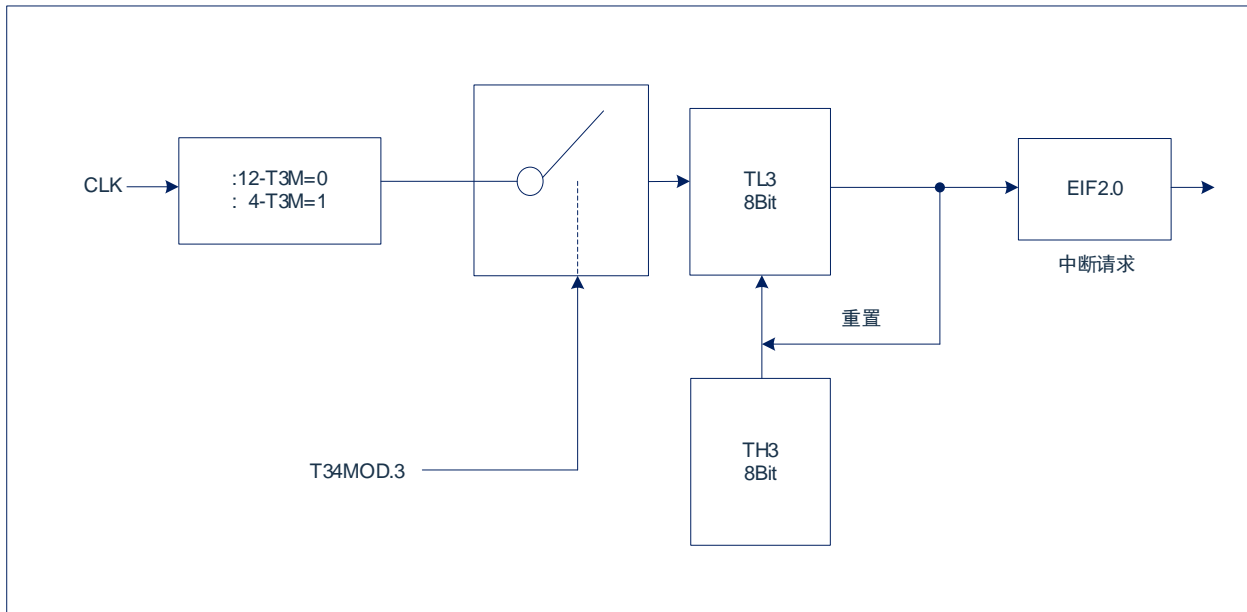 CLK
:12-T3M=0
: 4-T3M=1
TL3
8Bit
EIF2.0
中断请求
重置
TH3
8Bit
T34MOD.3